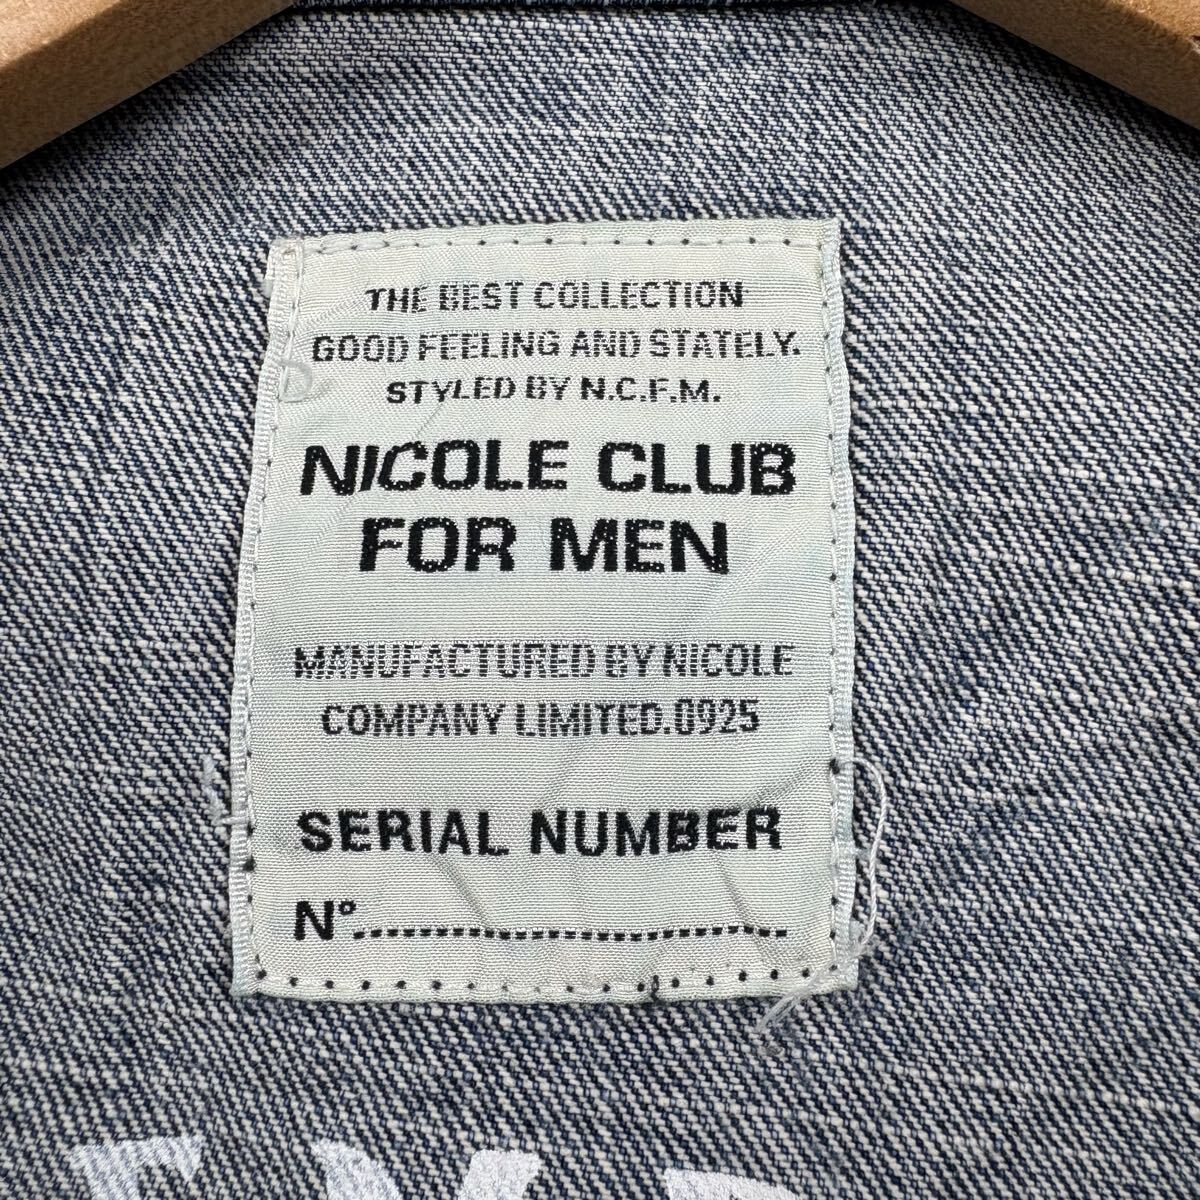 THE BEST COLLECTION
GOOD FEELING AND STATELY.
STYLED BY N.C.F.M.
NICOLE CLUB
FOR MEN
MANUFACTURED BY NICOLE
COMPANY LIMITED.0925
SERIAL NUMBER
N°........................